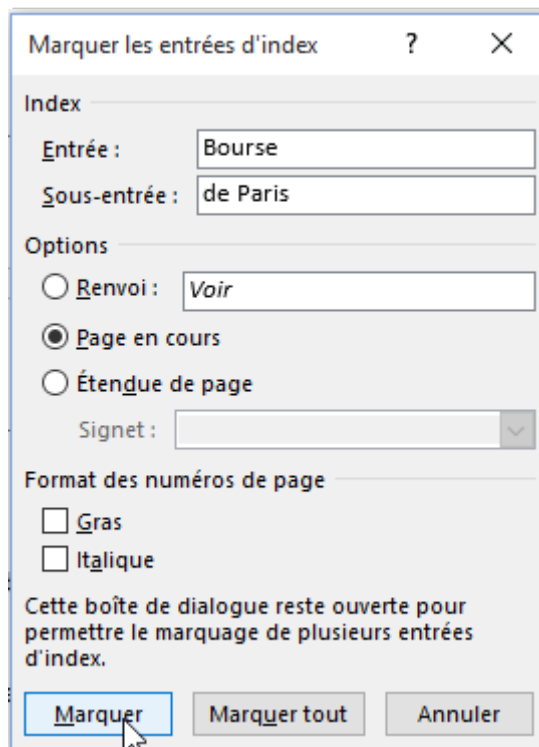 Marquer les entrées d'index ? ✕
Index
Entrée : Bourse
Sous-entrée : de Paris
Options
Renvoi : Voir
Page en cours
Étendue de page
Signet :
Format des numéros de page
Gras
Italique
Cette boîte de dialogue reste ouverte pour
permettre le marquage de plusieurs entrées
d'index.
Marquer Marquer tout Annuler